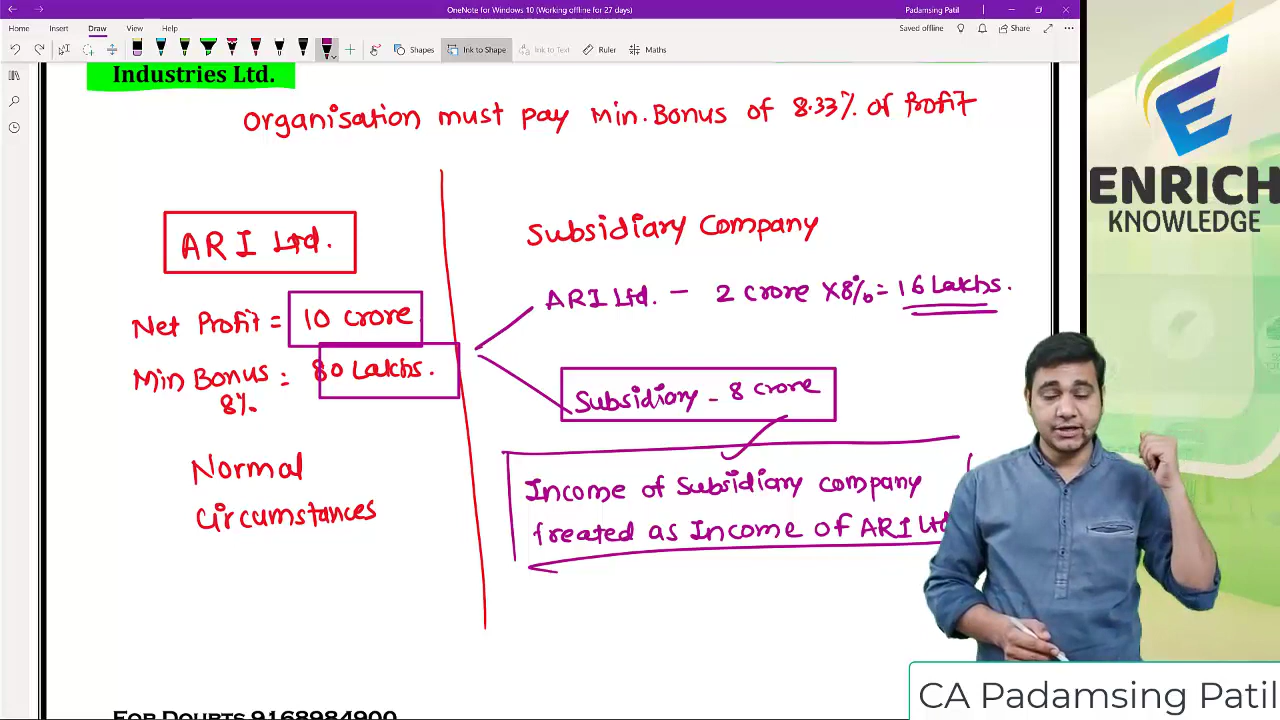 OneNote for Windows 10 (Working offline for 27 days)
Padamsing Patil
Home Insert Draw View Help
Saved offline Share
Shapes Ink to Shape Ink to Text Ruler Maths
Industries Ltd.
Organisation must pay Min. Bonus of 8.33% of Profit
ARI Ltd.
Net Profit = 10 crore
Min Bonus = 80 Lakhs.
8%
Normal
Circumstances
Subsidiary Company
ARI Ltd. - 2 crore X8% = 16 Lakhs.
Subsidiary - 8 crore
Income of Subsidiary company
treated as Income of ARI Ltd
ENRICH
KNOWLEDGE
For Doubts 9168984900
CA Padamsing Patil